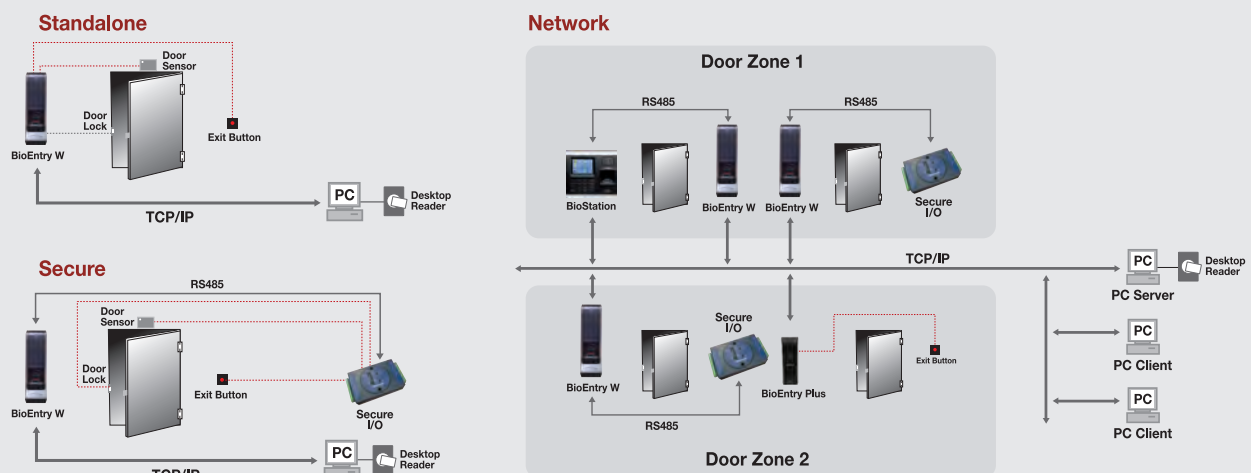 Standalone
Door
Sensor
Door
Lock
Exit Button
BioEntry W
PC
Desktop
Reader
TCP/IP
Secure
RS485
Door
Sensor
Door
Lock
Exit Button
BioEntry W
Secure
I/O
PC
Desktop
Reader
TCP/IP
Network
Door Zone 1
RS485
RS485
BioStation
BioEntry W
BioEntry W
Secure
I/O
TCP/IP
PC
Desktop
Reader
PC Server
PC
PC Client
PC
PC Client
BioEntry W
Secure
I/O
BioEntry Plus
Exit Button
RS485
Door Zone 2